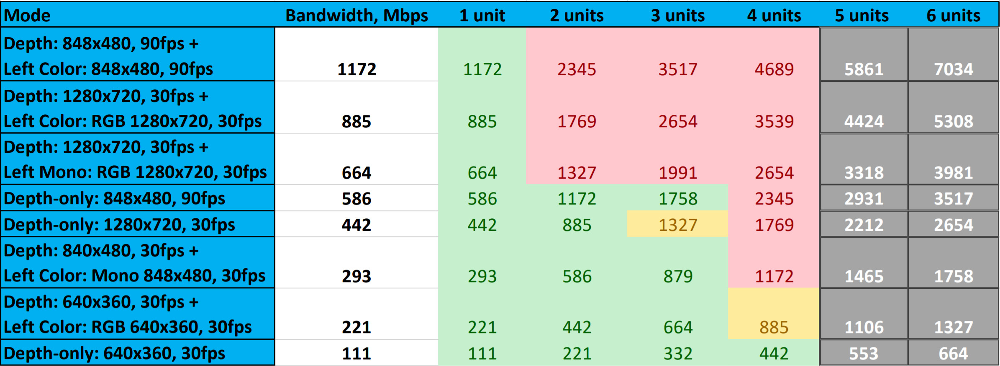 Mode Bandwidth, Mbps 1 unit 2 units 3 units 4 units 5 units 6 units
Depth: 848x480, 90fps +
Left Color: 848x480, 90fps 1172 1172 2345 3517 4689 5861 7034
Depth: 1280x720, 30fps +
Left Color: RGB 1280x720, 30fps 885 885 1769 2654 3539 4424 5308
Depth: 1280x720, 30fps +
Left Mono: RGB 1280x720, 30fps 664 664 1327 1991 2654 3318 3981
Depth-only: 848x480, 90fps 586 586 1172 1758 2345 2931 3517
Depth-only: 1280x720, 30fps 442 442 885 1327 1769 2212 2654
Depth: 840x480, 30fps +
Left Color: Mono 848x480, 30fps 293 293 586 879 1172 1465 1758
Depth: 640x360, 30fps +
Left Color: RGB 640x360, 30fps 221 221 442 664 885 1106 1327
Depth-only: 640x360, 30fps 111 111 221 332 442 553 664